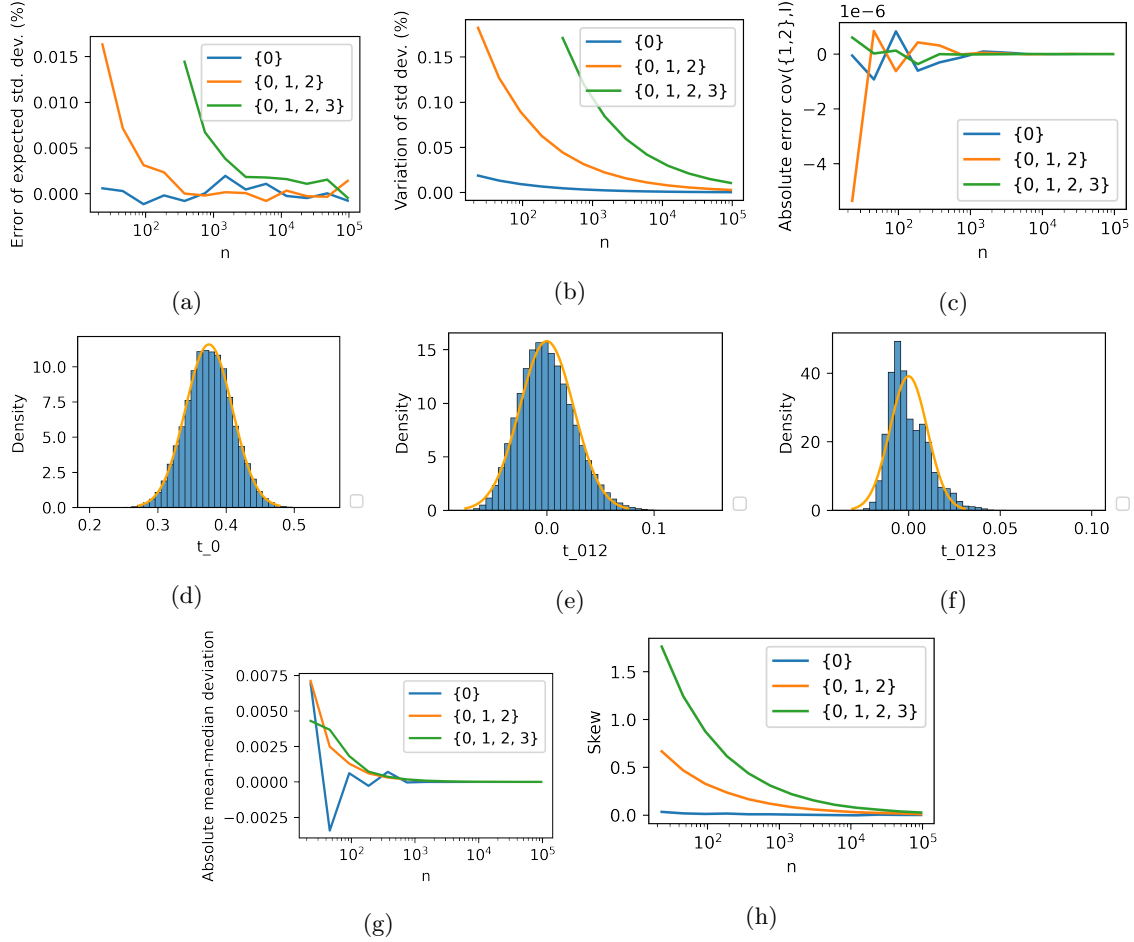 Error of expected std. dev. (%)
0.015
0.010
0.005
0.000
{0}
{0, 1, 2}
{0, 1, 2, 3}
10^2 10^3 10^4 10^5
n
(a)
Variation of std dev. (%)
0.15
0.10
0.05
0.00
{0}
{0, 1, 2}
{0, 1, 2, 3}
10^2 10^3 10^4 10^5
n
(b)
Absolute error cov({1,2},I)
1e−6
0
−2
−4
{0}
{0, 1, 2}
{0, 1, 2, 3}
10^2 10^3 10^4 10^5
n
(c)
Density
10.0
7.5
5.0
2.5
0.0
0.2 0.3 0.4 0.5
t_0
(d)
Density
15
10
5
0
0.0 0.1
t_012
(e)
Density
40
20
0
0.00 0.05 0.10
t_0123
(f)
Absolute mean-median deviation
0.0075
0.0050
0.0025
0.0000
−0.0025
{0}
{0, 1, 2}
{0, 1, 2, 3}
10^2 10^3 10^4 10^5
n
(g)
Skew
1.5
1.0
0.5
0.0
{0}
{0, 1, 2}
{0, 1, 2, 3}
10^2 10^3 10^4 10^5
n
(h)